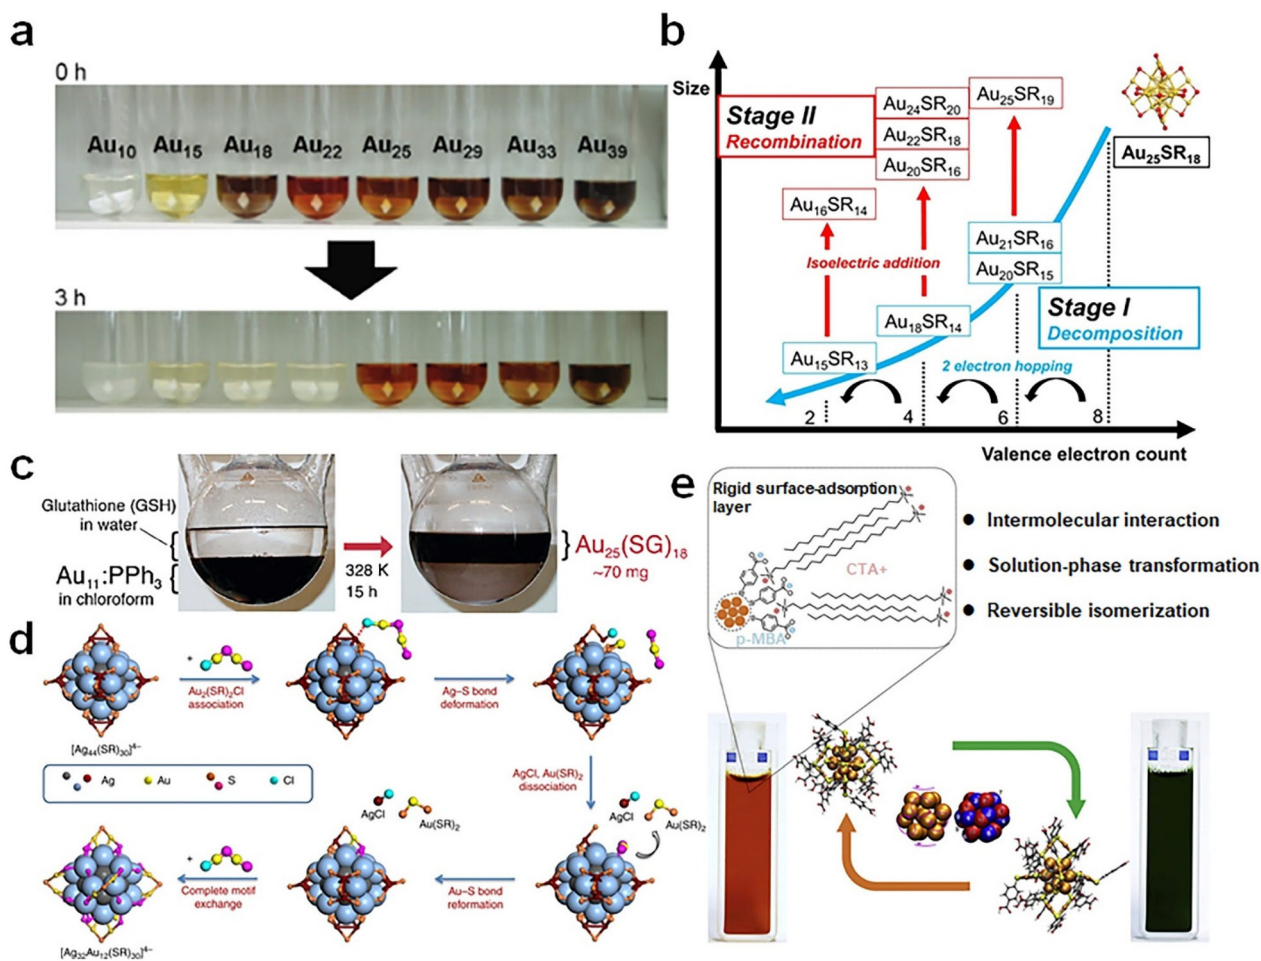 a
0 h
Au10 Au15 Au18 Au22 Au25 Au29 Au33 Au39
3 h
b
Size
Stage II
Recombination
Au24SR20
Au22SR18
Au20SR16
Au25SR19
Au25SR18
Au16SR14
Au21SR16
Au20SR15
Isoelectric addition
Stage I
Decomposition
Au18SR14
Au15SR13
2 electron hopping
2 4 6 8
Valence electron count
c
Glutathione (GSH)
in water
Au11:PPh3
in chloroform
328 K
15 h
Au25(SG)18
~70 mg
d
+
Au2(SR)2Cl
association
Ag–S bond
deformation
[Ag44(SR)30]4−
Ag Au S Cl
AgCl, Au(SR)2
dissociation
AgCl
Au(SR)2
AgCl
Au(SR)2
+
Complete motif
exchange
Au–S bond
reformation
[Ag32Au12(SR)30]4−
e
Rigid surface-adsorption
layer
CTA+
p-MBA
● Intermolecular interaction
● Solution-phase transformation
● Reversible isomerization